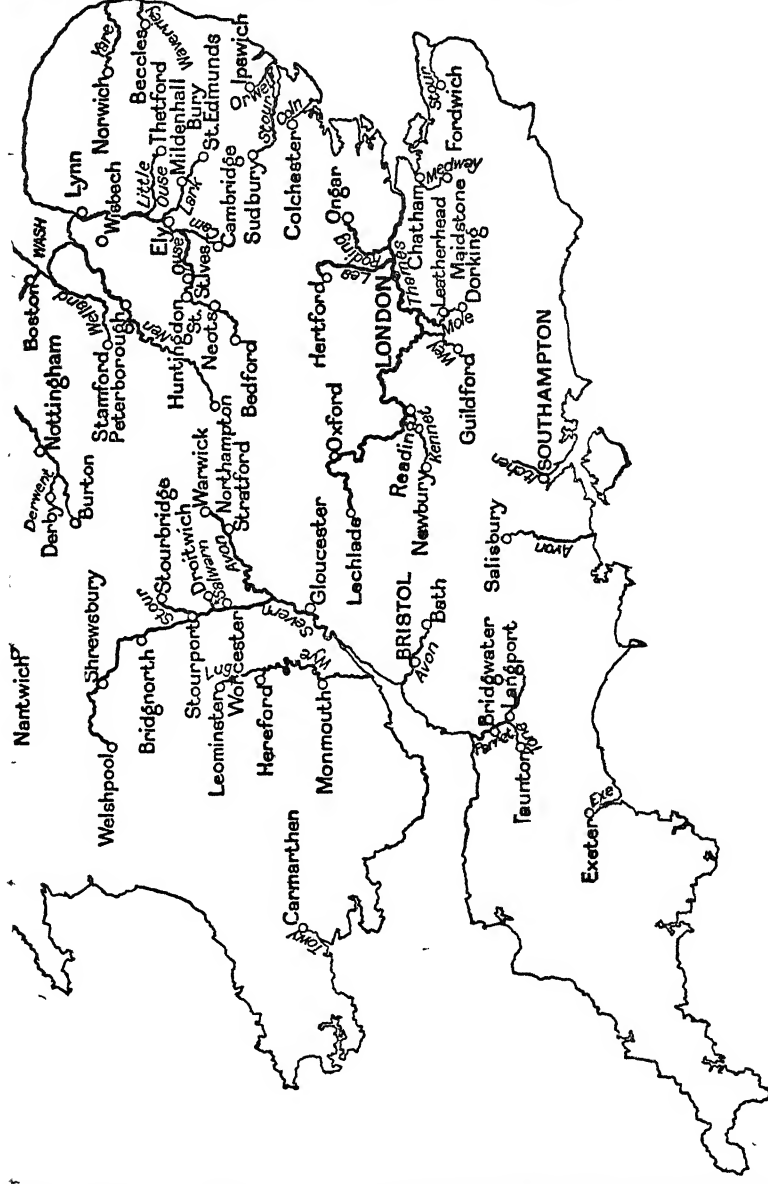 Nantwich
Derwent
Derby
Nottingham
Burton
Boston
WASH
Welland
Stamford
Peterborough
Nen
Lynn
Wisbach
Norwich
Yare
Beccles
Waverney
Little
Ouse
Thetford
Mildenhall
Lark
Bury
St. Edmunds
Ely
Ouse
Cam
Cambridge
Huntingdon
St. Ives
St.
Neots
Bedford
Northampton
Orwell
Ipswich
Stour
Sudbury
Coln
Colchester
Welshpool
Shrewsbury
Bridgnorth
Stour
Stourbridge
Stourport
Droitwich
Salwarp
Worcester
Warwick
Avon
Stratford
Leominster
Lug
Hereford
Wye
Monmouth
Severn
Gloucester
Carmarthen
Towy
Lechlade
Oxford
Hertford
Lea
Roding
Ongar
LONDON
Thames
Chatham
Medway
Maidstone
Leatherhead
Mole
Dorking
Wey
Guildford
Reading
Kennet
Newbury
Stour
Fordwich
BRISTOL
Avon
Bath
Bridgwater
Parret
Langport
Tone
Taunton
Salisbury
Avon
Itchen
SOUTHAMPTON
Exeter
Exe